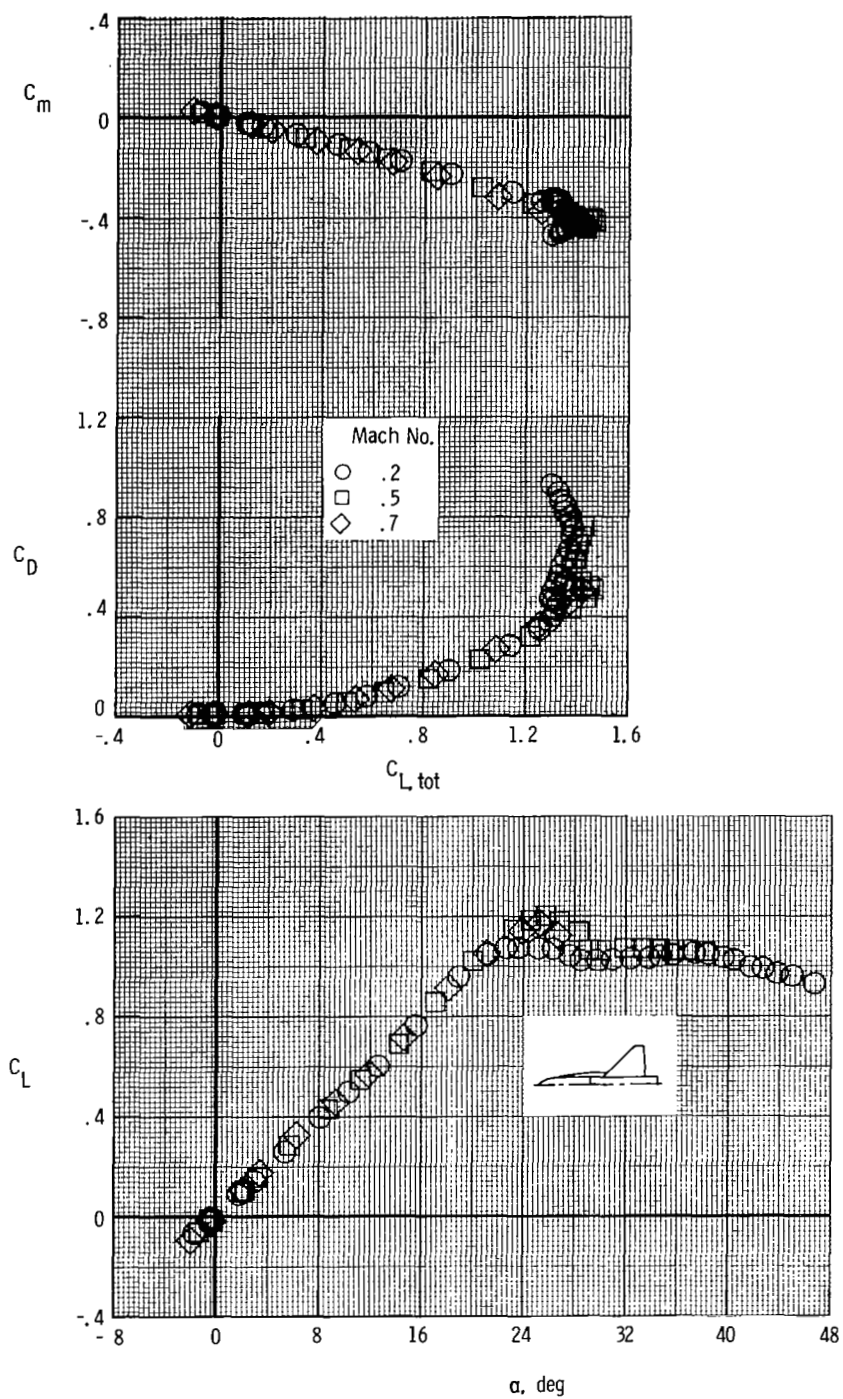 .4
C_m
0
-.4
-.8
1.2
Mach No.
○ .2
□ .5
◇ .7
.8
C_D
.4
0
-.4 0 .4 .8 1.2 1.6
C_L, tot
1.6
1.2
.8
C_L
.4
0
-.4
- 8 0 8 16 24 32 40 48
α, deg